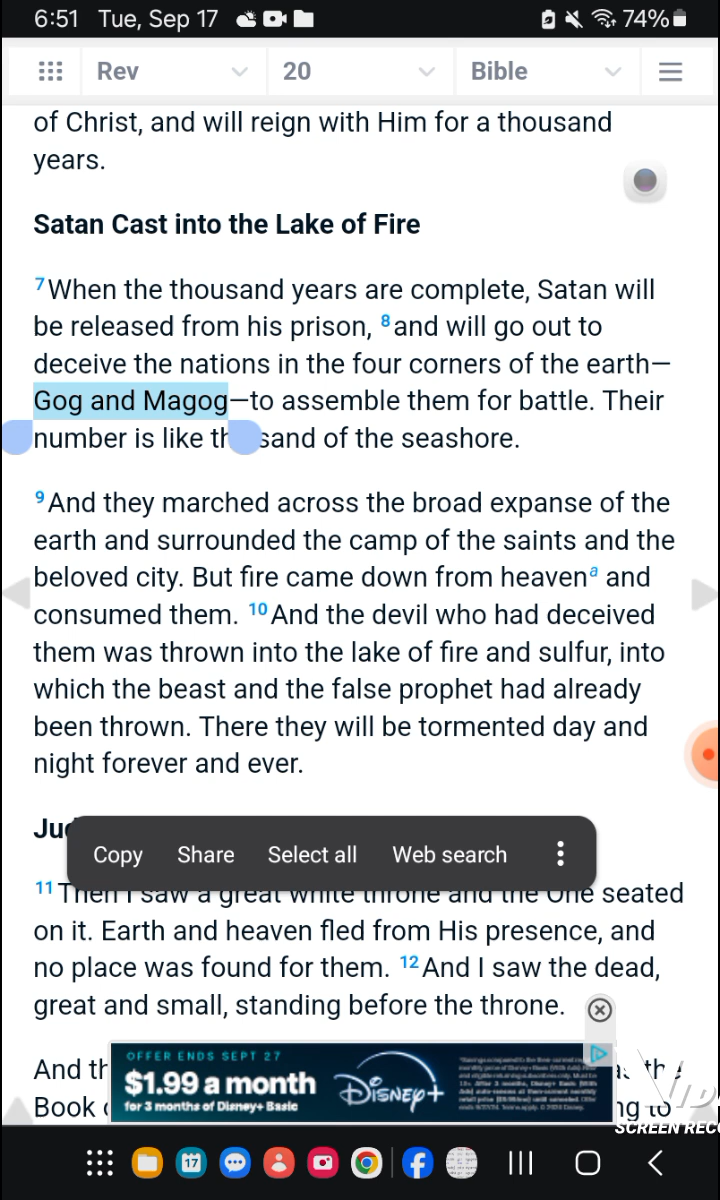 6:51 Tue, Sep 17 74%
Rev 20 Bible
of Christ, and will reign with Him for a thousand
years.
Satan Cast into the Lake of Fire
7 When the thousand years are complete, Satan will
be released from his prison, 8 and will go out to
deceive the nations in the four corners of the earth—
Gog and Magog—to assemble them for battle. Their
number is like th sand of the seashore.
9 And they marched across the broad expanse of the
earth and surrounded the camp of the saints and the
beloved city. But fire came down from heaven a and
consumed them. 10 And the devil who had deceived
them was thrown into the lake of fire and sulfur, into
which the beast and the false prophet had already
been thrown. There they will be tormented day and
night forever and ever.
Copy Share Select all Web search
11 Then I saw a great white throne and the One seated
on it. Earth and heaven fled from His presence, and
no place was found for them. 12 And I saw the dead,
great and small, standing before the throne.
And the
OFFER ENDS SEPT 27
$1.99 a month
for 3 months of Disney+ Basic
Disney+
Book to
17
SCREEN REC